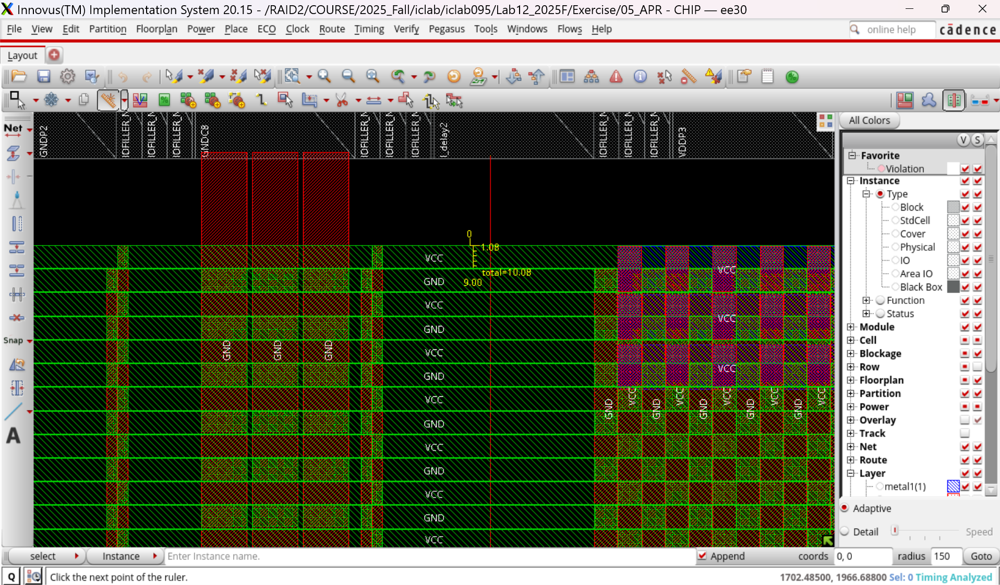 Innovus(TM) Implementation System 20.15 - /RAID2/COURSE/2025_Fall/iclab/iclab095/Lab12_2025F/Exercise/05_APR - CHIP — ee30
File View Edit Partition Floorplan Power Place ECO Clock Route Timing Verify Pegasus Tools Windows Flows Help
online help
cādence
Layout
Net
Snap
A
GNDP2
IOFILLER_N
IOFILLER_N
IOFILLER_N
GNDC8
IOFILLER_N
IOFILLER_N
IOFILLER_N
I_delay2
IOFILLER_N
IOFILLER_N
IOFILLER_N
VDDP3
0
1.08
total=10.08
9.00
VCC
GND
VCC
GND
VCC
GND
VCC
GND
VCC
GND
VCC
GND
VCC
GND
GND
GND
VCC
VCC
VCC
GND
VCC
GND
VCC
GND
VCC
GND
VCC
GND
VCC
All Colors
V S
Favorite
Violation
Instance
Type
Block
StdCell
Cover
Physical
IO
Area IO
Black Box
Function
Status
Module
Cell
Blockage
Row
Floorplan
Partition
Power
Overlay
Track
Net
Route
Layer
metal1(1)
Adaptive
Detail
Speed
select
Instance
Enter Instance name.
Append
coords 0, 0
radius 150
Goto
Q
Click the next point of the ruler.
1702.48500, 1966.68800 Sel: 0 Timing Analyzed